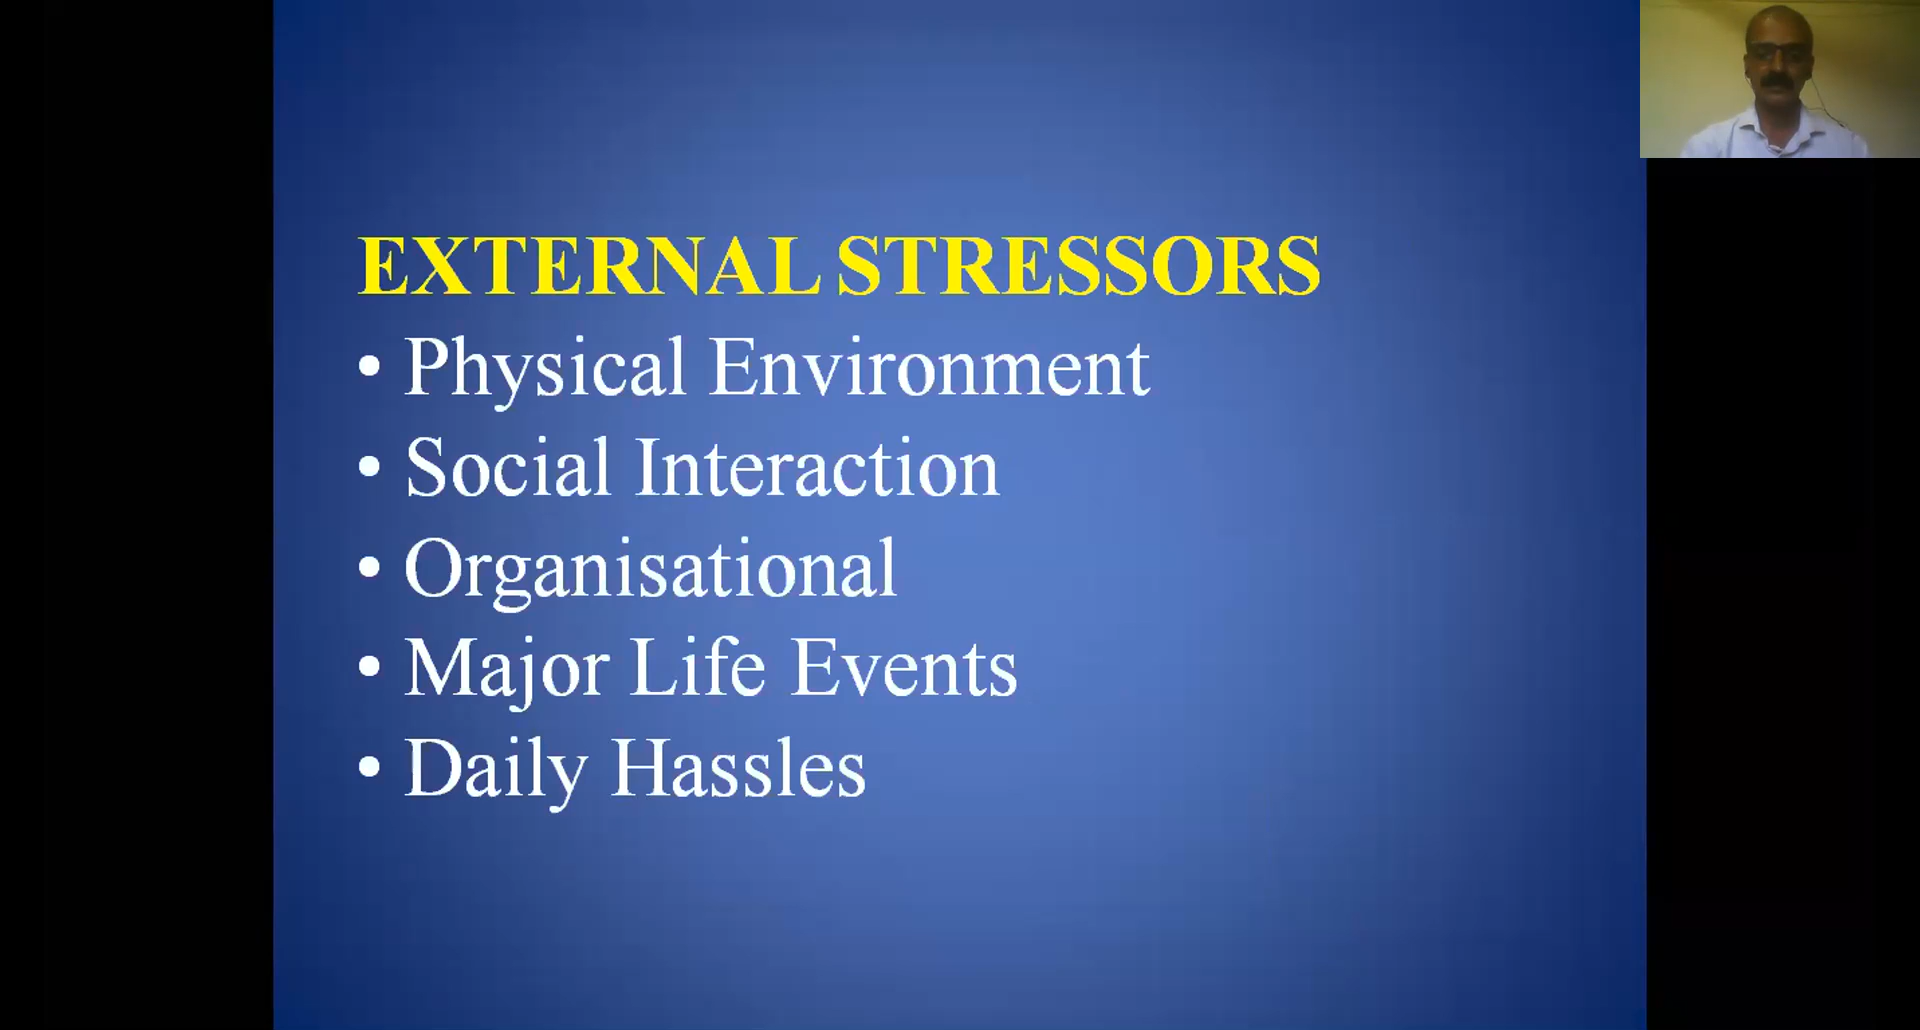 EXTERNAL STRESSORS
• Physical Environment
• Social Interaction
• Organisational
• Major Life Events
• Daily Hassles